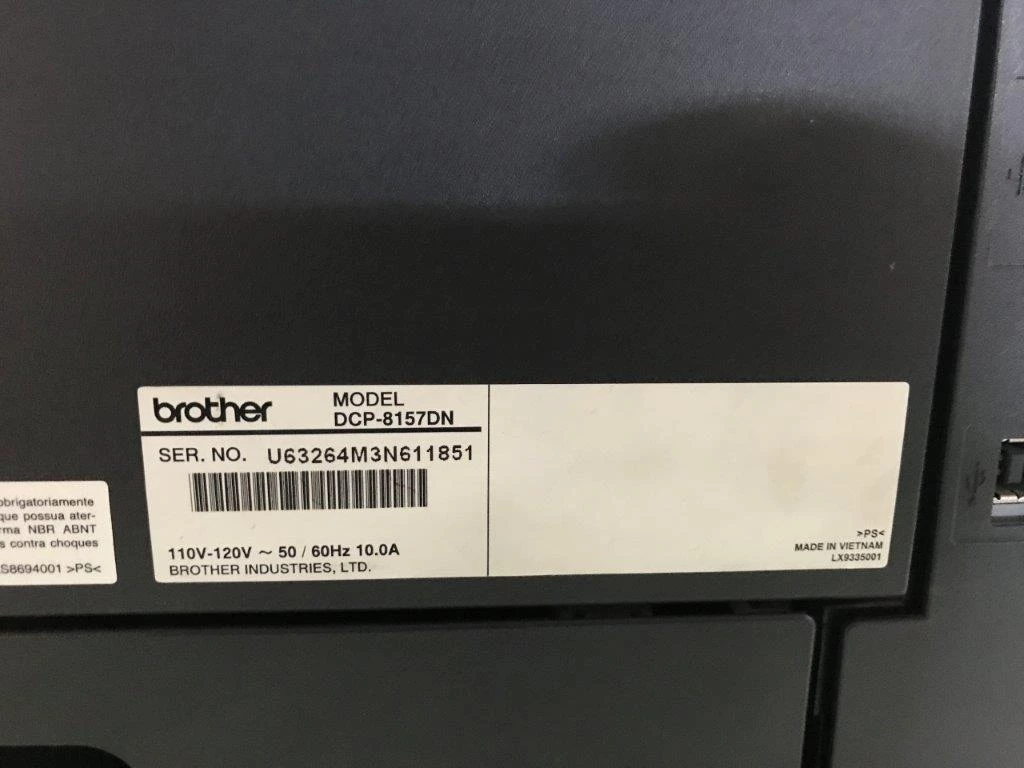 brother
MODEL
DCP-8157DN
SER. NO. U63264M3N611851
110V-120V ~ 50 / 60Hz 10.0A
BROTHER INDUSTRIES, LTD.
>PS<
MADE IN VIETNAM
LX9335001
obrigatoriamente
que possua ater-
rma NBR ABNT
s contra choques
S8694001 >PS<